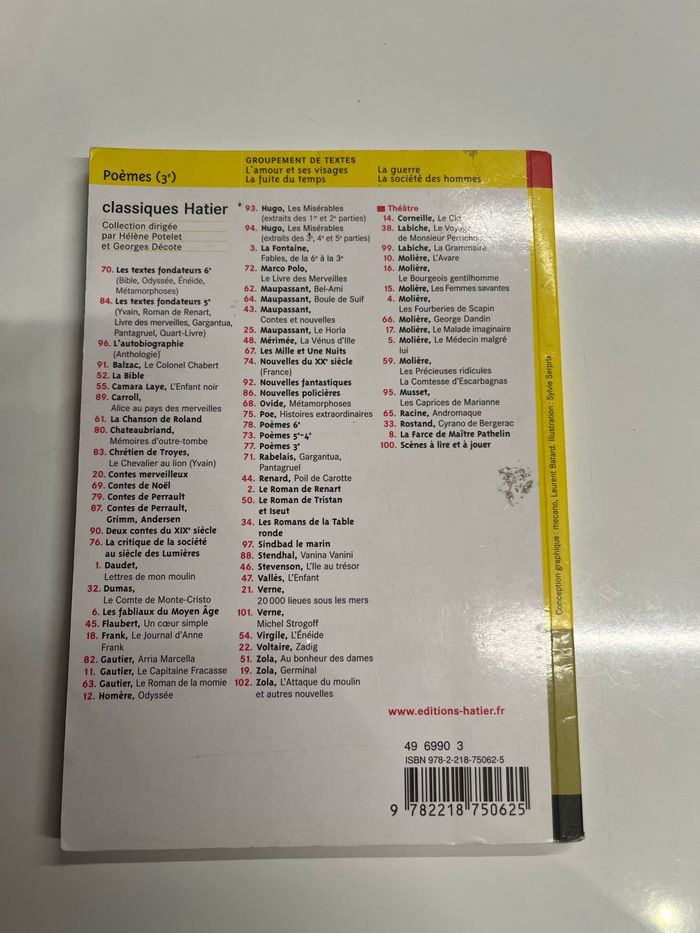 Poèmes (3e)
GROUPEMENT DE TEXTES
L'amour et ses visages
La fuite du temps
La guerre
La société des hommes
classiques Hatier
Collection dirigée
par Hélène Potelet
et Georges Décote
70. Les textes fondateurs 6e
(Bible, Odyssée, Énéide,
Métamorphoses)
84. Les textes fondateurs 5e
(Yvain, Roman de Renart,
Livre des merveilles, Gargantua,
Pantagruel, Quart-Livre)
96. L'autobiographie
(Anthologie)
91. Balzac, Le Colonel Chabert
52. La Bible
55. Camara Laye, L'Enfant noir
89. Carroll,
Alice au pays des merveilles
61. La Chanson de Roland
80. Chateaubriand,
Mémoires d'outre-tombe
83. Chrétien de Troyes,
Le Chevalier au lion (Yvain)
20. Contes merveilleux
69. Contes de Noël
79. Contes de Perrault
87. Contes de Perrault,
Grimm, Andersen
90. Deux contes du XIXe siècle
76. La critique de la société
au siècle des Lumières
1. Daudet,
Lettres de mon moulin
32. Dumas,
Le Comte de Monte-Cristo
6. Les fabliaux du Moyen Âge
45. Flaubert, Un cœur simple
18. Frank, Le Journal d'Anne
Frank
82. Gautier, Arria Marcella
11. Gautier, Le Capitaine Fracasse
63. Gautier, Le Roman de la momie
12. Homère, Odyssée
93. Hugo, Les Misérables
(extraits des 1re et 2e parties)
94. Hugo, Les Misérables
(extraits des 3e, 4e et 5e parties)
3. La Fontaine,
Fables, de la 6e à la 3e
72. Marco Polo,
Le Livre des Merveilles
62. Maupassant, Bel-Ami
64. Maupassant, Boule de Suif
43. Maupassant,
Contes et nouvelles
25. Maupassant, Le Horla
48. Mérimée, La Vénus d'Ille
67. Les Mille et Une Nuits
74. Nouvelles du XXe siècle
(France)
92. Nouvelles fantastiques
86. Nouvelles policières
68. Ovide, Métamorphoses
75. Poe, Histoires extraordinaires
78. Poèmes 6e
73. Poèmes 5e-4e
77. Poèmes 3e
71. Rabelais, Gargantua,
Pantagruel
44. Renard, Poil de Carotte
2. Le Roman de Renart
50. Le Roman de Tristan
et Iseut
34. Les Romans de la Table
ronde
97. Sindbad le marin
88. Stendhal, Vanina Vanini
46. Stevenson, L'Ile au trésor
47. Vallès, L'Enfant
21. Verne,
20 000 lieues sous les mers
101. Verne,
Michel Strogoff
54. Virgile, L'Énéide
22. Voltaire, Zadig
51. Zola, Au bonheur des dames
19. Zola, Germinal
102. Zola, L'Attaque du moulin
et autres nouvelles
Théâtre
14. Corneille, Le
38. Labiche, Le Voyage
de Monsieur Perrichon
99. Labiche, La Grammaire
10. Molière, L'Avare
16. Molière,
Le Bourgeois gentilhomme
15. Molière, Les Femmes savantes
4. Molière,
Les Fourberies de Scapin
66. Molière, George Dandin
17. Molière, Le Malade imaginaire
5. Molière, Le Médecin malgré
lui
59. Molière,
Les Précieuses ridicules
La Comtesse d'Escarbagnas
95. Musset,
Les Caprices de Marianne
65. Racine, Andromaque
33. Rostand, Cyrano de Bergerac
8. La Farce de Maître Pathelin
100. Scènes à lire et à jouer
www.editions-hatier.fr
49 6990 3
ISBN 978-2-218-75062-5
9 782218 750625
Conception graphique : mecano, Laurent Batard. Illustration : Sylvie Serprix